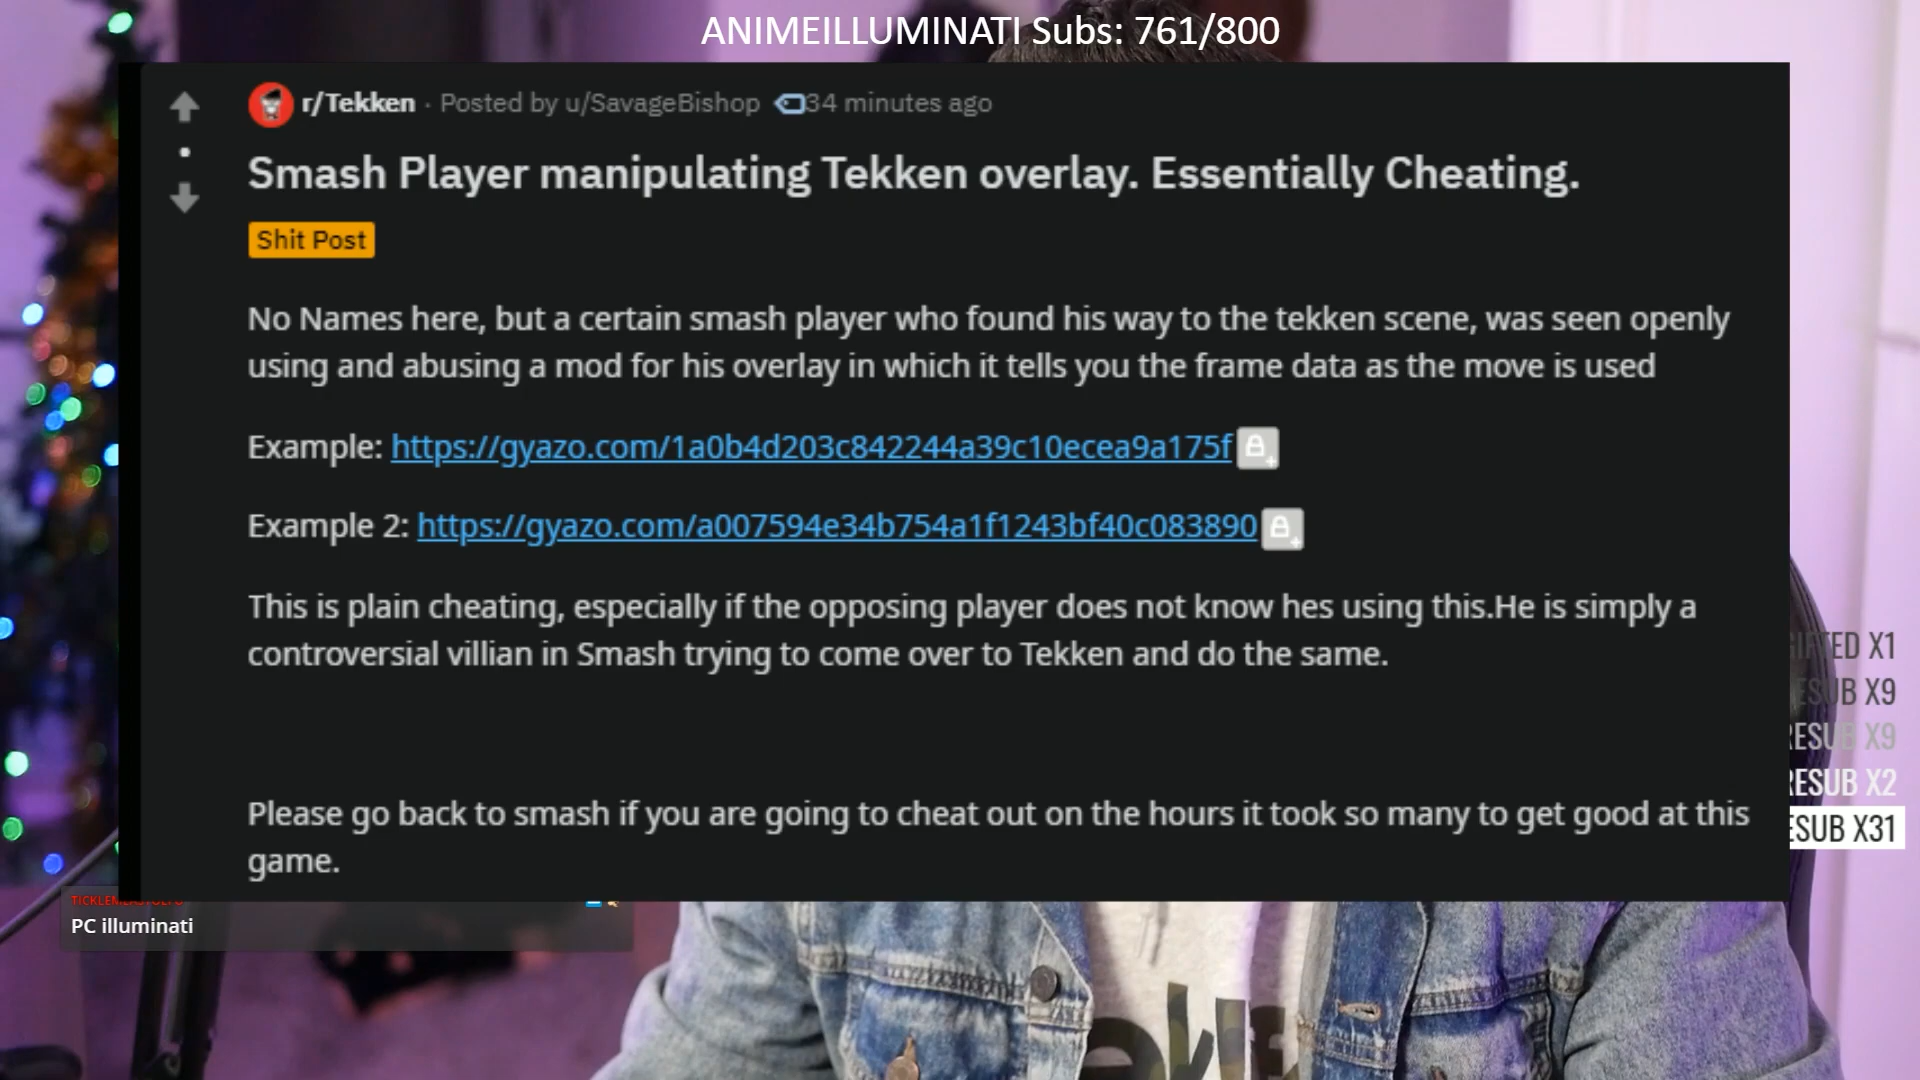 ANIMEILLUMINATI Subs: 761/800
r/Tekken · Posted by u/SavageBishop 34 minutes ago
Smash Player manipulating Tekken overlay. Essentially Cheating.
Shit Post
No Names here, but a certain smash player who found his way to the tekken scene, was seen openly
using and abusing a mod for his overlay in which it tells you the frame data as the move is used
Example: https://gyazo.com/1a0b4d203c842244a39c10ecea9a175f
Example 2: https://gyazo.com/a007594e34b754a1f1243bf40c083890
This is plain cheating, especially if the opposing player does not know hes using this.He is simply a
controversial villian in Smash trying to come over to Tekken and do the same.
Please go back to smash if you are going to cheat out on the hours it took so many to get good at this
game.
X1
X9
RESUB X9
RESUB X2
ESUB X31
PC illuminati